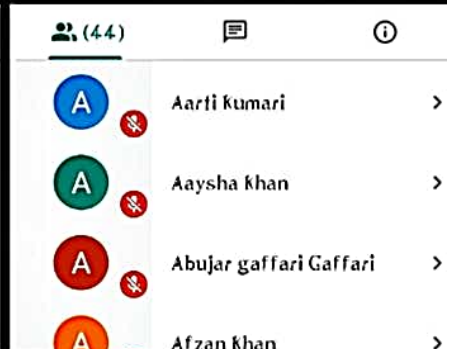 (44)
A Aarti kumari
A Aaysha khan
A Abujar gaffari Gaffari
A Afzan khan